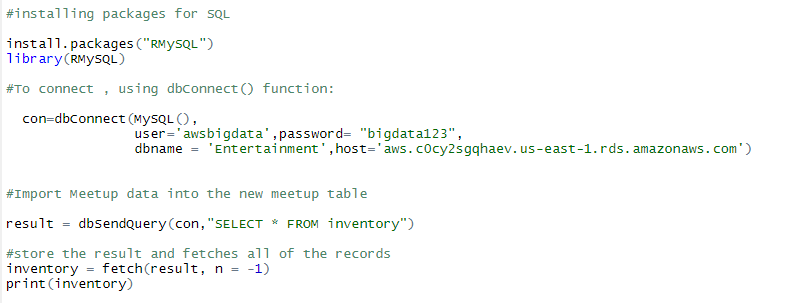 #installing packages for SQL
install.packages("RMySQL")
library(RMySQL)
#To connect , using dbConnect() function:
con=dbConnect(MySQL(),
user='awsbigdata',password= "bigdata123",
dbname = 'Entertainment',host='aws.c0cy2sgqhaev.us-east-1.rds.amazonaws.com')
#Import Meetup data into the new meetup table
result = dbSendQuery(con,"SELECT * FROM inventory")
#store the result and fetches all of the records
inventory = fetch(result, n = -1)
print(inventory)